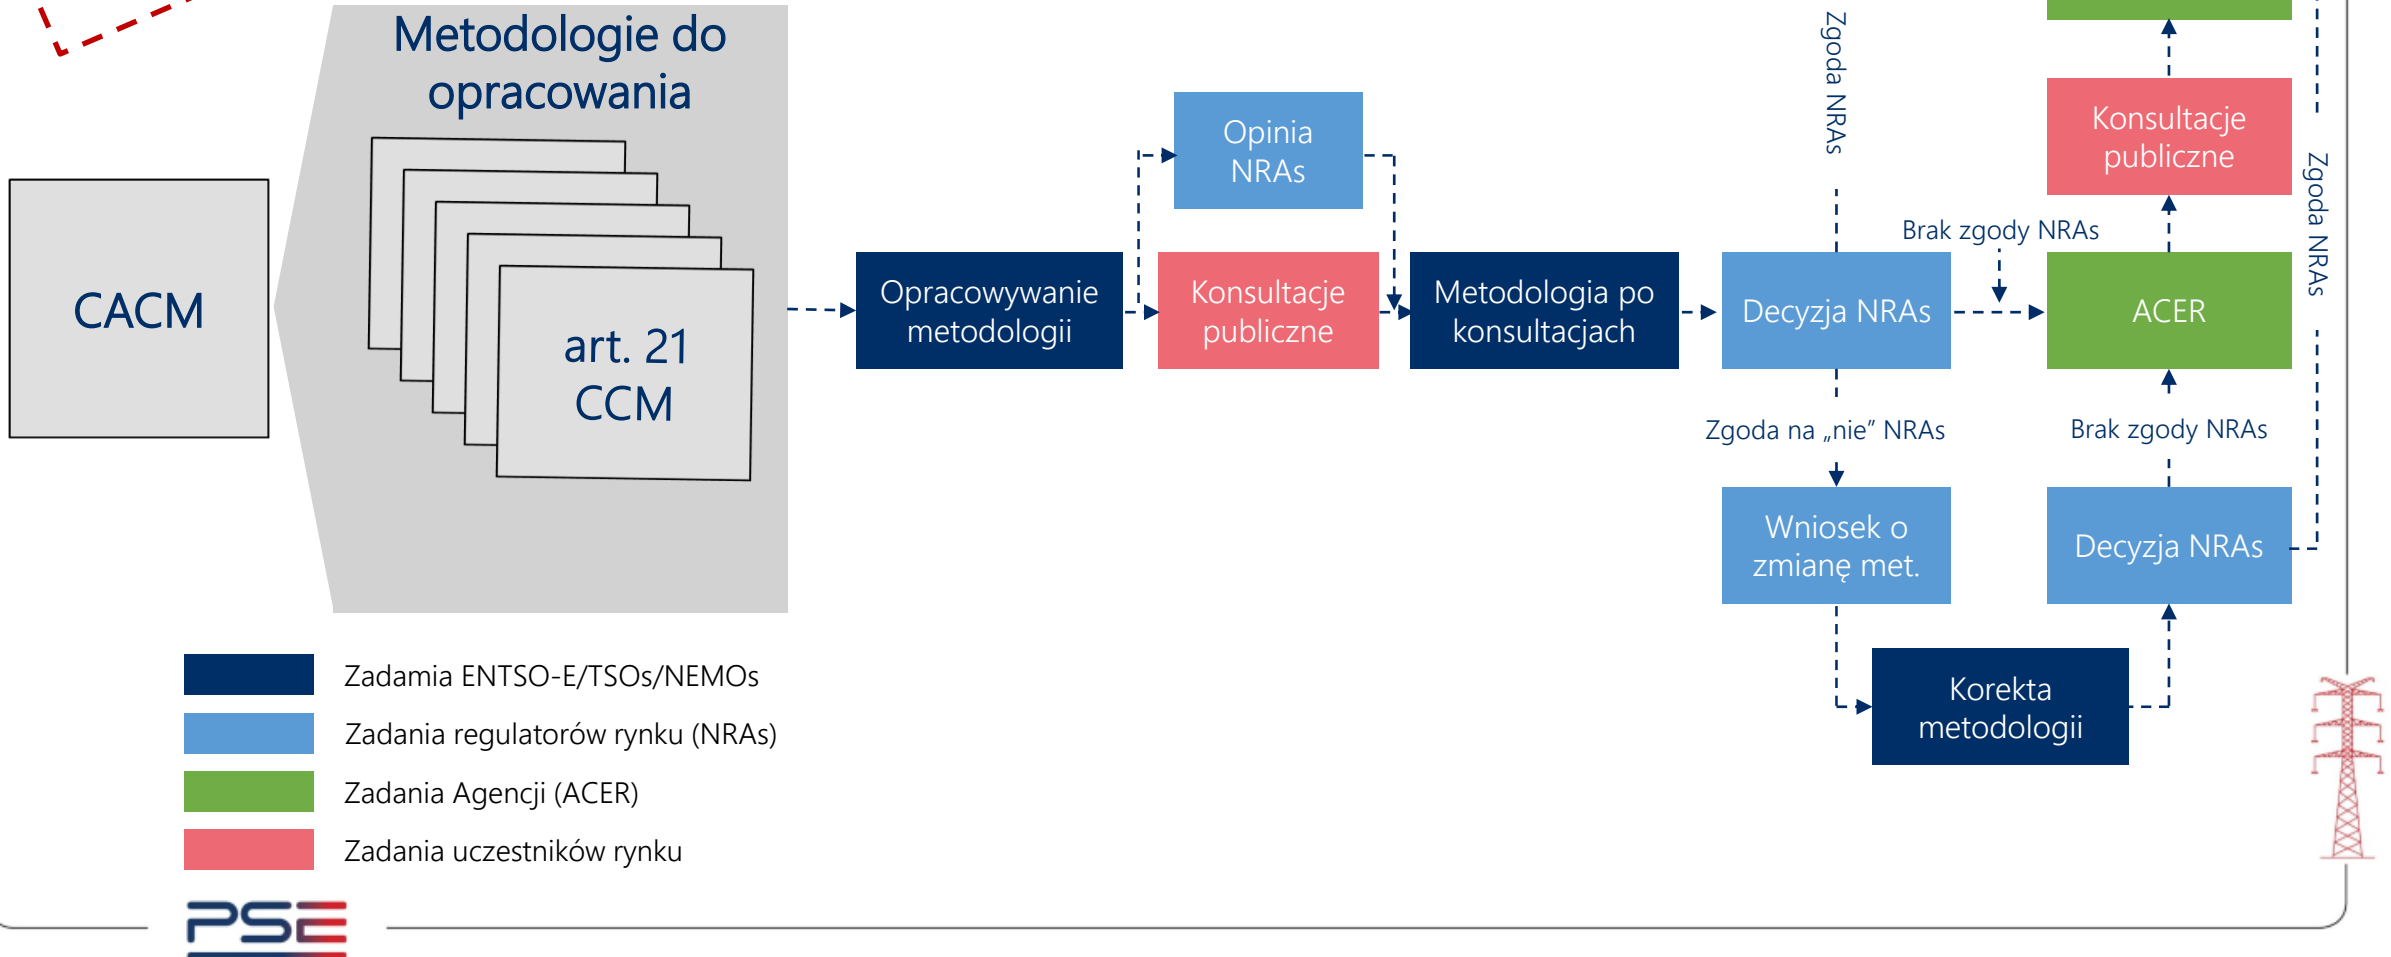 Metodologie do
opracowania
CACM
art. 21
CCM
Opracowywanie
metodologii
Opinia
NRAs
Konsultacje
publiczne
Metodologia po
konsultacjach
Zgoda NRAs
Decyzja NRAs
Brak zgody NRAs
Konsultacje
publiczne
ACER
Zgoda NRAs
Zgoda na „nie” NRAs
Brak zgody NRAs
Wniosek o
zmianę met.
Decyzja NRAs
Korekta
metodologii
Zadamia ENTSO-E/TSOs/NEMOs
Zadania regulatorów rynku (NRAs)
Zadania Agencji (ACER)
Zadania uczestników rynku
PSE